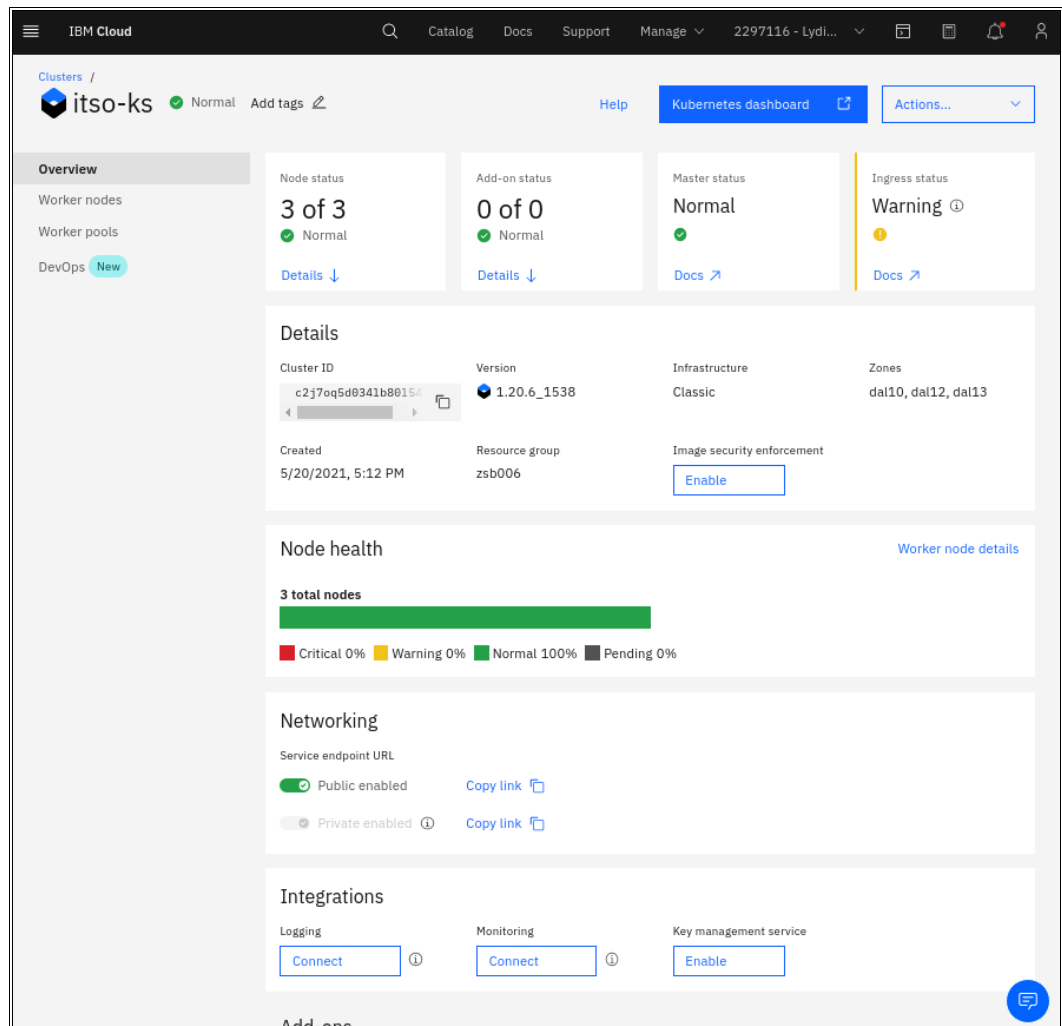 IBM Cloud Catalog Docs Support Manage 2297116 - Lydi...
Clusters /
itso-ks Normal Add tags Help Kubernetes dashboard Actions...
Overview
Worker nodes
Worker pools
DevOps New
Node status Add-on status Master status Ingress status
3 of 3 0 of 0 Normal Warning
Normal Normal
Details Details Docs Docs
Details
Cluster ID Version Infrastructure Zones
c2j7oq5d0341b80154 1.20.6_1538 Classic dal10, dal12, dal13
Created Resource group Image security enforcement
5/20/2021, 5:12 PM zsb006 Enable
Node health Worker node details
3 total nodes
Critical 0% Warning 0% Normal 100% Pending 0%
Networking
Service endpoint URL
Public enabled Copy link
Private enabled Copy link
Integrations
Logging Monitoring Key management service
Connect Connect Enable
Add-ons